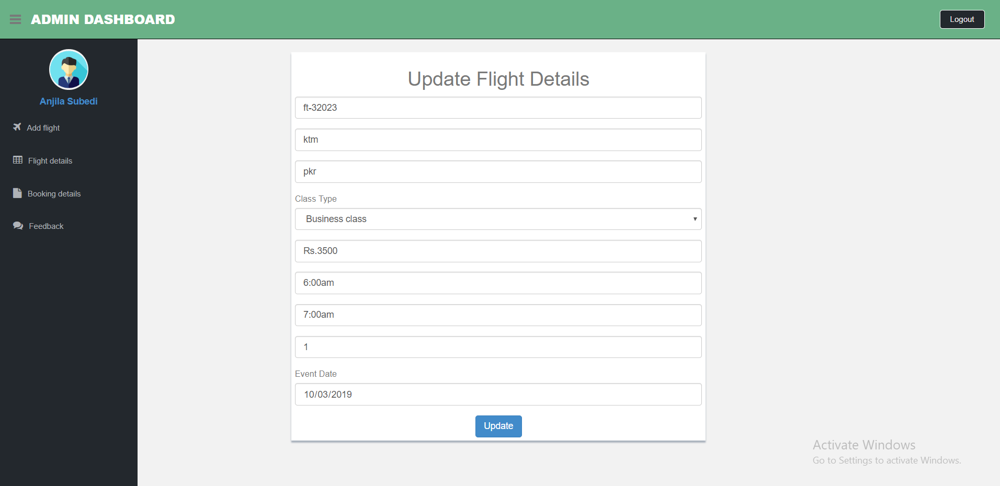 ADMIN DASHBOARD
Logout
Anjila Subedi
Add flight
Flight details
Booking details
Feedback
Update Flight Details
ft-32023
ktm
pkr
Class Type
Business class
Rs.3500
6:00am
7:00am
1
Event Date
10/03/2019
Update
Activate Windows
Go to Settings to activate Windows.